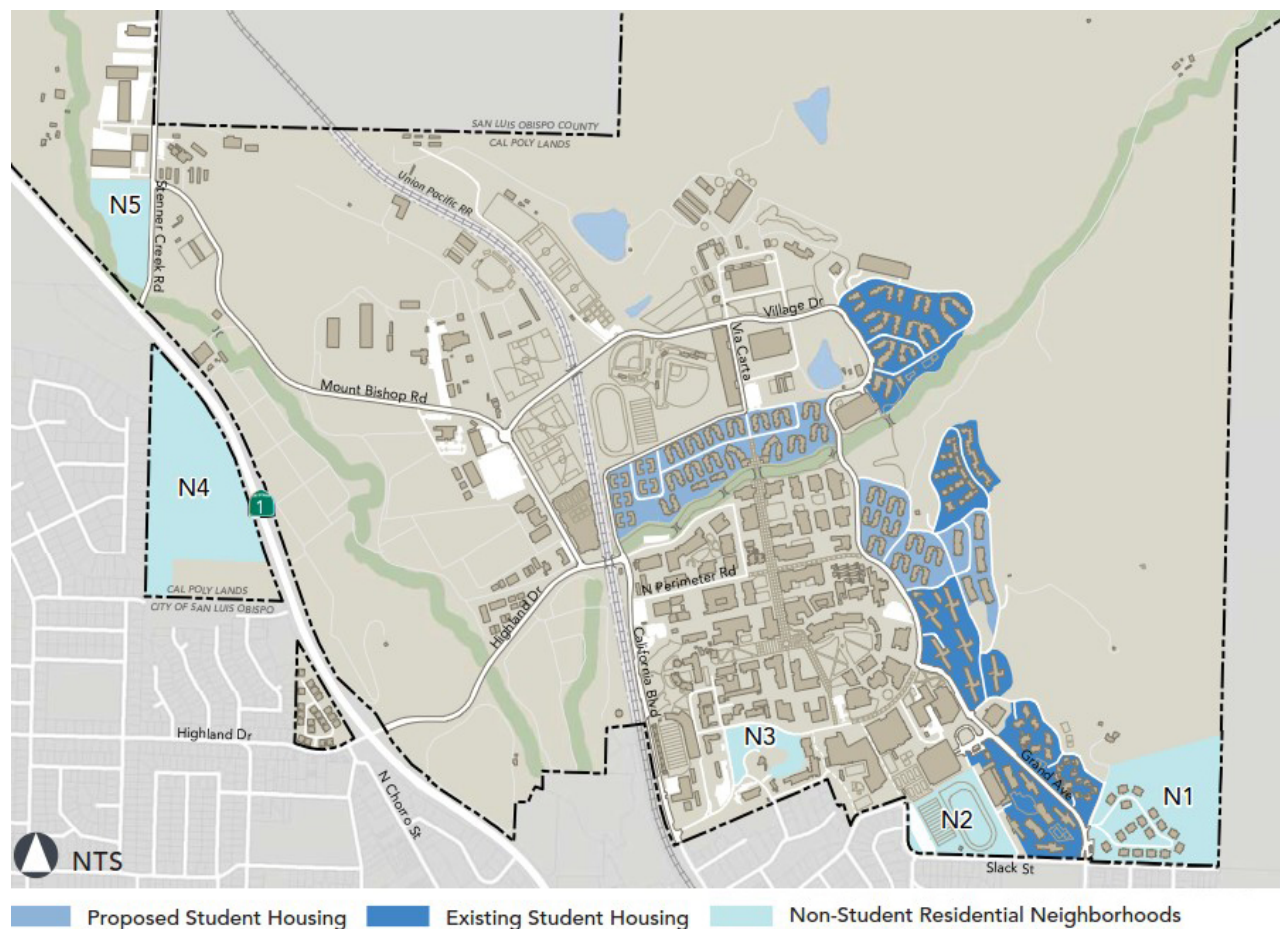 SAN LUIS OBISPO COUNTY
CAL POLY LANDS
Union Pacific RR
N5
Stenner Creek Rd
Village Dr
Via Carta
Mount Bishop Rd
N4
1
CAL POLY LANDS
CITY OF SAN LUIS OBISPO
N Perimeter Rd
Highland Dr
California Blvd
Highland Dr
N3
N Chorro St
Grand Ave
N1
N2
NTS
Slack St
Proposed Student Housing
Existing Student Housing
Non-Student Residential Neighborhoods